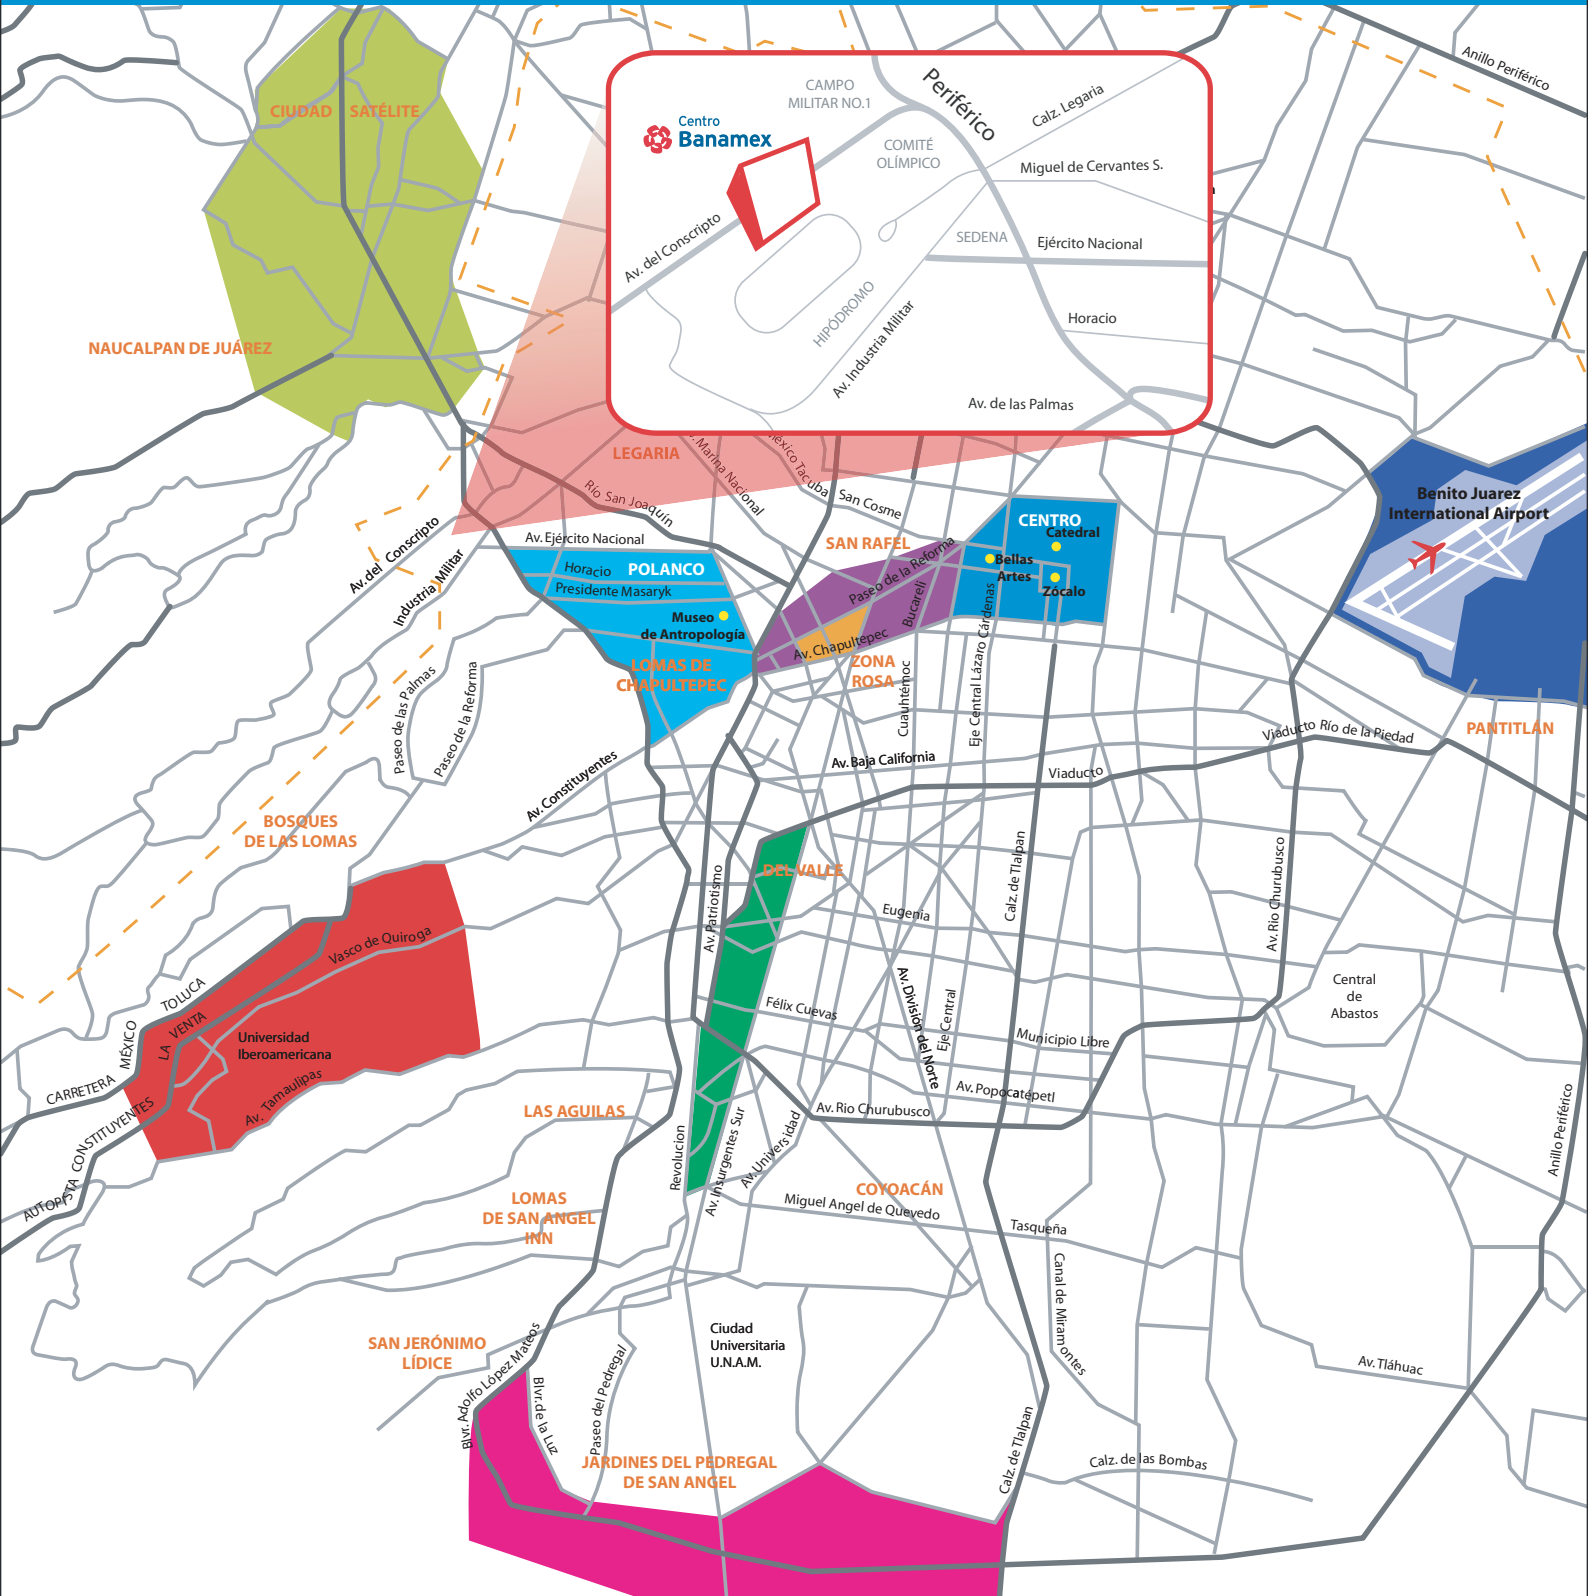 Anillo Periférico
CIUDAD SATÉLITE
NAUCALPAN DE JUÁREZ
CAMPO
MILITAR NO.1
Periférico
Calz. Legaria
Centro
Banamex
COMITÉ
OLÍMPICO
Miguel de Cervantes S.
Av. del Conscripto
SEDENA
Ejército Nacional
HIPÓDROMO
Av. Industria Militar
Horacio
Av. de las Palmas
LEGARIA
Marina Nacional
México Tacuba
San Cosme
Río San Joaquín
Av. Ejército Nacional
Av. del Conscripto
Industria Militar
Horacio
POLANCO
Presidente Masaryk
Museo
de Antropología
LOMAS DE
CHAPULTEPEC
SAN RAFEL
Paseo de la Reforma
Bucareli
Av. Chapultepec
ZONA
ROSA
CENTRO
Catedral
Bellas
Artes
Zócalo
Benito Juarez
International Airport
PANTITLÁN
Cuauhtémoc
Eje Central Lázaro Cárdenas
Paseo de las Palmas
Paseo de la Reforma
Av. Constituyentes
Av. Baja California
Viaducto
Viaducto Río de la Piedad
BOSQUES
DE LAS LOMAS
DEL VALLE
Av. Patriotismo
Eugenia
Calz. de Tlalpan
Av. Rio Churubusco
Vasco de Quiroga
TOLUCA
MÉXICO
CARRETERA
LA VENTA
Universidad
Iberoamericana
Av. Tamaulipas
CONSTITUYENTES
AUTOPISTA
Félix Cuevas
Av. División del Norte
Eje Central
Municipio Libre
Central
de
Abastos
Av. Popocatépetl
Av. Rio Churubusco
LAS AGUILAS
Revolucion
Av. Insurgentes Sur
Av. Universidad
COYOACÁN
Miguel Angel de Quevedo
Tasqueña
Anillo Periférico
LOMAS
DE SAN ANGEL
INN
Canal de Miramontes
SAN JERÓNIMO
LÍDICE
Ciudad
Universitaria
U.N.A.M.
Av. Tláhuac
Blvr. Adolfo López Mateos
Blvr. de la Luz
Paseo del Pedregal
JARDINES DEL PEDREGAL
DE SAN ANGEL
Calz. de Tlalpan
Calz. de las Bombas